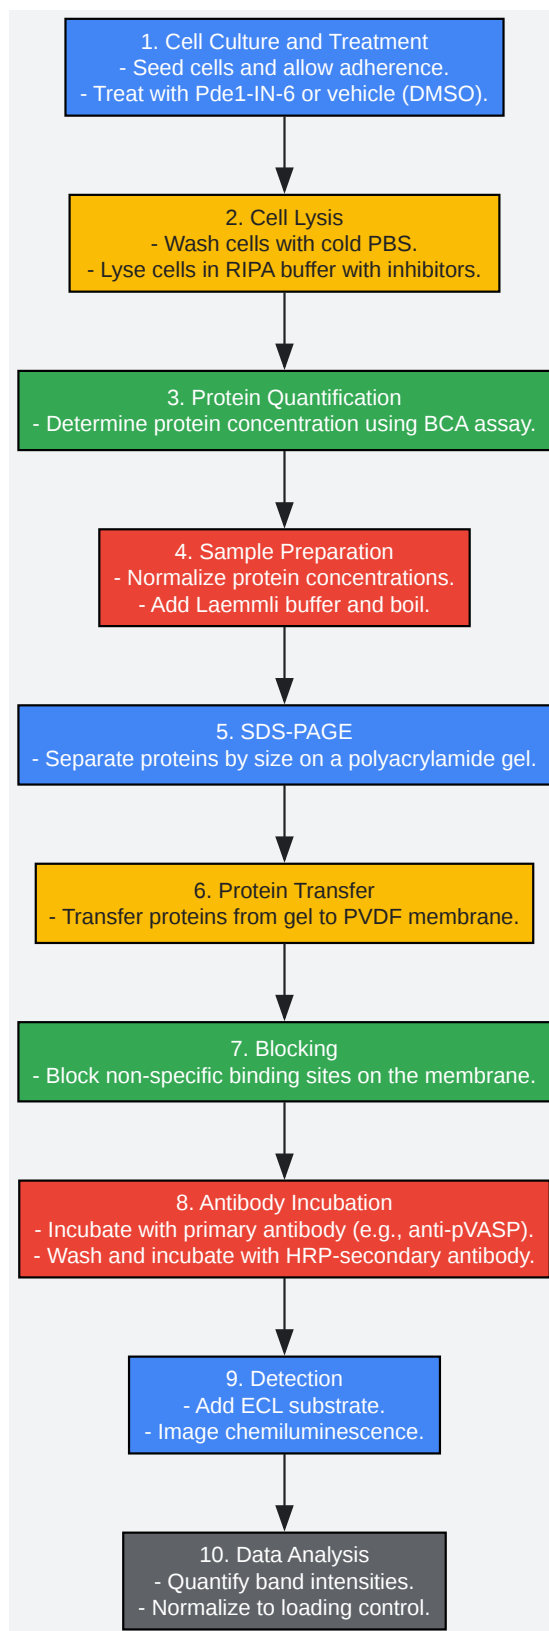 1. Cell Culture and Treatment
- Seed cells and allow adherence.
- Treat with Pde1-IN-6 or vehicle (DMSO).
2. Cell Lysis
- Wash cells with cold PBS.
- Lyse cells in RIPA buffer with inhibitors.
3. Protein Quantification
- Determine protein concentration using BCA assay.
4. Sample Preparation
- Normalize protein concentrations.
- Add Laemmli buffer and boil.
5. SDS-PAGE
- Separate proteins by size on a polyacrylamide gel.
6. Protein Transfer
- Transfer proteins from gel to PVDF membrane.
7. Blocking
- Block non-specific binding sites on the membrane.
8. Antibody Incubation
- Incubate with primary antibody (e.g., anti-pVASP).
- Wash and incubate with HRP-secondary antibody.
9. Detection
- Add ECL substrate.
- Image chemiluminescence.
10. Data Analysis
- Quantify band intensities.
- Normalize to loading control.